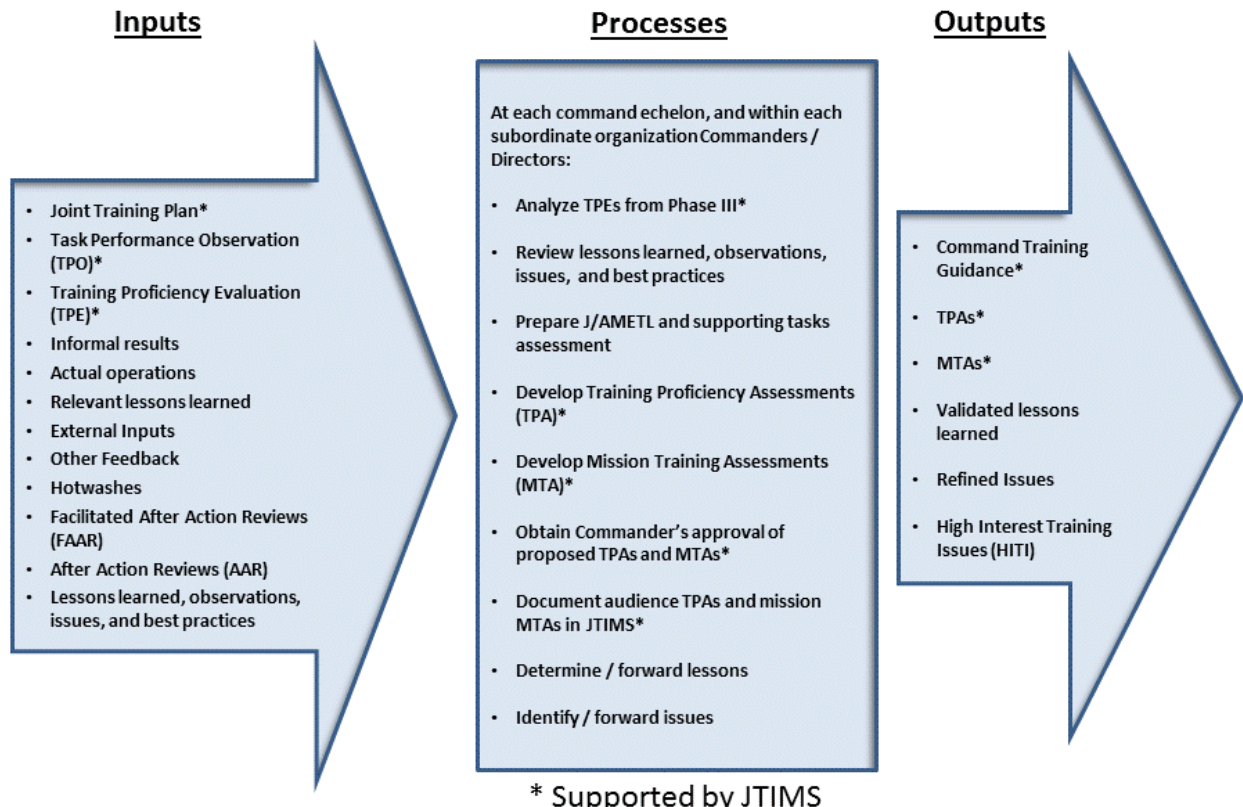 Inputs
• Joint Training Plan*
• Task Performance Observation
(TPO)*
• Training Proficiency Evaluation
(TPE)*
• Informal results
• Actual operations
• Relevant lessons learned
• External Inputs
• Other Feedback
• Hotwashes
• Facilitated After Action Reviews
(FAAR)
• After Action Reviews (AAR)
• Lessons learned, observations,
issues, and best practices
Processes
At each command echelon, and within each
subordinate organization Commanders /
Directors:
• Analyze TPEs from Phase III*
• Review lessons learned, observations,
issues, and best practices
• Prepare J/AMETL and supporting tasks
assessment
• Develop Training Proficiency Assessments
(TPA)*
• Develop Mission Training Assessments
(MTA)*
• Obtain Commander's approval of
proposed TPAs and MTAs*
• Document audience TPAs and mission
MTAs in JTIMS*
• Determine / forward lessons
• Identify / forward issues
Outputs
• Command Training
Guidance*
• TPAs*
• MTAs*
• Validated lessons
learned
• Refined Issues
• High Interest Training
Issues (HITI)
* Supported by JTIMS